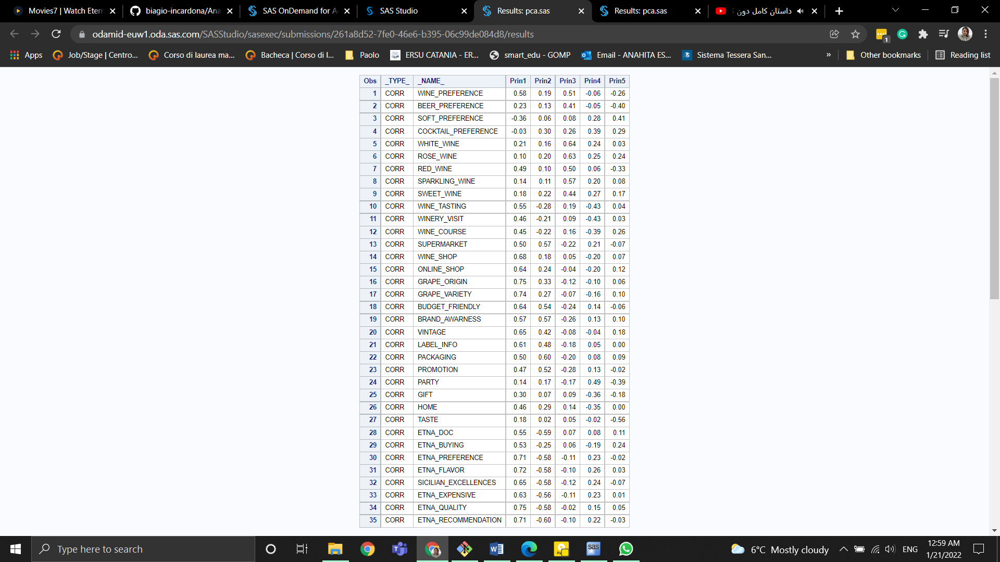 Movies7 | Watch Eter
biagio-incardona/Ana
SAS OnDemand for A
SAS Studio
Results: pca.sas
Results: pca.sas
داستان کامل دون
odamid-euw1.oda.sas.com/SASStudio/sasexec/submissions/261a8d52-7fe0-46e6-b395-06c99de084d8/results
1
Apps
Job/Stage | Centro...
Corso di laurea ma...
Bacheca | Corso di l...
Paolo
ERSU CATANIA - ER...
smart_edu - GOMP
Email - ANAHITA ES...
Sistema Tessera San...
»
Other bookmarks
Reading list
Obs _TYPE_ _NAME_ Prin1 Prin2 Prin3 Prin4 Prin5
1 CORR WINE_PREFERENCE 0.58 0.19 0.51 -0.06 -0.26
2 CORR BEER_PREFERENCE 0.23 0.13 0.41 -0.05 -0.40
3 CORR SOFT_PREFERENCE -0.36 0.06 0.08 0.28 0.41
4 CORR COCKTAIL_PREFERENCE -0.03 0.30 0.26 0.39 0.29
5 CORR WHITE_WINE 0.21 0.16 0.64 0.24 0.03
6 CORR ROSE_WINE 0.10 0.20 0.63 0.25 0.24
7 CORR RED_WINE 0.49 0.10 0.50 0.06 -0.33
8 CORR SPARKLING_WINE 0.14 0.11 0.57 0.20 0.08
9 CORR SWEET_WINE 0.18 0.22 0.44 0.27 0.17
10 CORR WINE_TASTING 0.55 -0.28 0.19 -0.43 0.04
11 CORR WINERY_VISIT 0.46 -0.21 0.09 -0.43 0.03
12 CORR WINE_COURSE 0.45 -0.22 0.16 -0.39 0.26
13 CORR SUPERMARKET 0.50 0.57 -0.22 0.21 -0.07
14 CORR WINE_SHOP 0.68 0.18 0.05 -0.20 0.07
15 CORR ONLINE_SHOP 0.64 0.24 -0.04 -0.20 0.12
16 CORR GRAPE_ORIGIN 0.75 0.33 -0.12 -0.10 0.06
17 CORR GRAPE_VARIETY 0.74 0.27 -0.07 -0.16 0.10
18 CORR BUDGET_FRIENDLY 0.64 0.54 -0.24 0.14 -0.06
19 CORR BRAND_AWARNESS 0.57 0.57 -0.26 0.13 0.10
20 CORR VINTAGE 0.65 0.42 -0.08 -0.04 0.18
21 CORR LABEL_INFO 0.61 0.48 -0.18 0.05 0.00
22 CORR PACKAGING 0.50 0.60 -0.20 0.08 0.09
23 CORR PROMOTION 0.47 0.52 -0.28 0.13 -0.02
24 CORR PARTY 0.14 0.17 -0.17 0.49 -0.39
25 CORR GIFT 0.30 0.07 0.09 -0.36 -0.18
26 CORR HOME 0.46 0.29 0.14 -0.35 0.00
27 CORR TASTE 0.18 0.02 0.05 -0.02 -0.56
28 CORR ETNA_DOC 0.55 -0.59 0.07 0.08 0.11
29 CORR ETNA_BUYING 0.53 -0.25 0.06 -0.19 0.24
30 CORR ETNA_PREFERENCE 0.71 -0.58 -0.11 0.23 -0.02
31 CORR ETNA_FLAVOR 0.72 -0.58 -0.10 0.26 0.03
32 CORR SICILIAN_EXCELLENCES 0.65 -0.58 -0.12 0.24 -0.07
33 CORR ETNA_EXPENSIVE 0.63 -0.56 -0.11 0.23 0.01
34 CORR ETNA_QUALITY 0.75 -0.58 -0.02 0.15 0.05
35 CORR ETNA_RECOMMENDATION 0.71 -0.60 -0.10 0.22 -0.03
Type here to search
sas
6°C Mostly cloudy
ENG
12:59 AM
1/21/2022